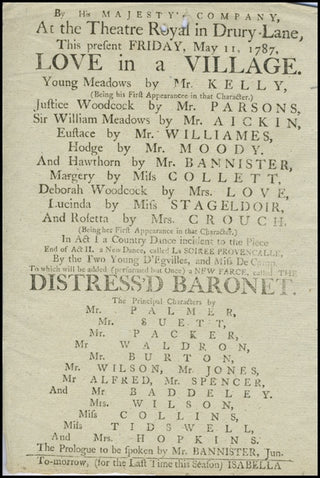 By His MAJESTY's COMPANY,
At the Theatre Royal in Drury-Lane,
This present FRIDAY, May 11, 1787,
LOVE in a VILLAGE.
Young Meadows by Mr. KELLY,
(Being his First Appearance in that Character.)
Justice Woodcock by Mr. PARSONS,
Sir William Meadows by Mr. AICKIN,
Eustace by Mr. WILLIAMES,
Hodge by Mr. MOODY.
And Hawthorn by Mr. BANNISTER,
Margery by Miss COLLETT,
Deborah Woodcock by Mrs. LOVE,
Lucinda by Miss STAGELDOIR,
And Rosetta by Mrs. CROUCH.
(Being her First Appearance in that Character.)
In Act I a Country Dance incident to the Piece
End of Act II. a New Dance, called LA SOIREE PROVENCALE,
By the Two Young D'Egvilles, and Miss De Camp.
To which will be added (performed but Once) a NEW FARCE, called THE
DISTRESS'D BARONET.
The Principal Characters by
Mr. PALMER,
Mr. SUETT,
Mr. PACKER,
Mr WALDRON,
Mr. BURTON,
Mr. WILSON, Mr. JONES,
Mr ALFRED, Mr. SPENCER,
And Mr. BADDELEY.
Mrs. WILSON,
Miss COLLINS,
Miss TIDSWELL,
And Mrs. HOPKINS.
The Prologue to be spoken by Mr. BANNISTER, Jun.
To-morrow, (for the Last Time this Season) ISABELLA